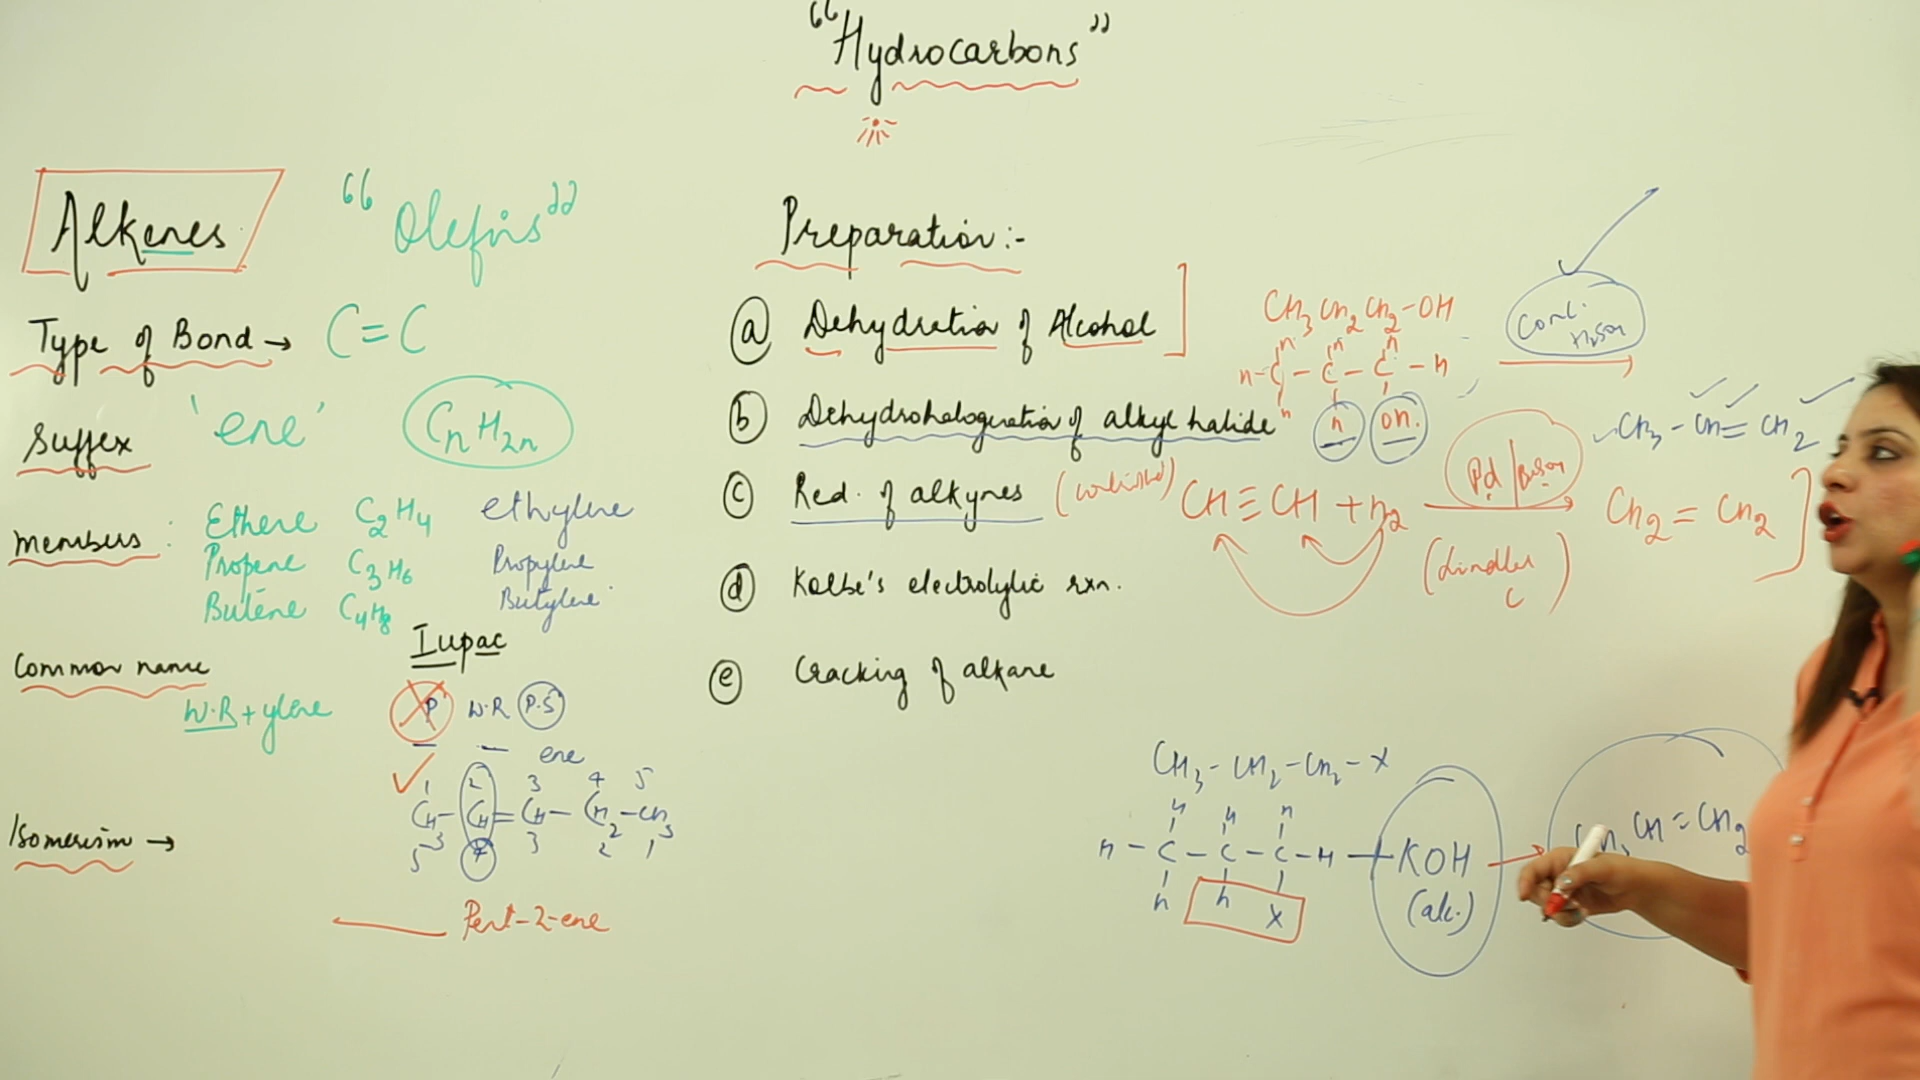 "Hydrocarbons"
Alkenes "Olefins"
Type of Bond → C=C
Suffex 'ene' CnH2n
Members : Ethene C2H4 ethylene
Propene C3H6 Propylene
Butene C4H8 Butylene
Common name
W.R + ylene
Iupac
P W.R P.S
ene
1 2 3 4 5
CH3-CH=CH-CH2-CH3
5 4 3 2 1
Isomerism →
Pent-2-ene
Preparation:-
(a) Dehydration of Alcohol
(b) Dehydrohalogenation of alkyl halide
(c) Red. of alkynes
(d) Kolbe's electrolytic rxn.
(e) Cracking of alkane
CH3 CH2 CH2-OH
Conc. H2SO4
H H H
H-C-C-C-H
H H OH.
CH3-CH=CH2
(controlled) CH≡CH + H2 Pd/BaSO4 CH2=CH2
(Lindlar C)
CH3-CH2-CH2-X
H H H
H-C-C-C-H + KOH → CH3 CH=CH2
H H X (alc.)